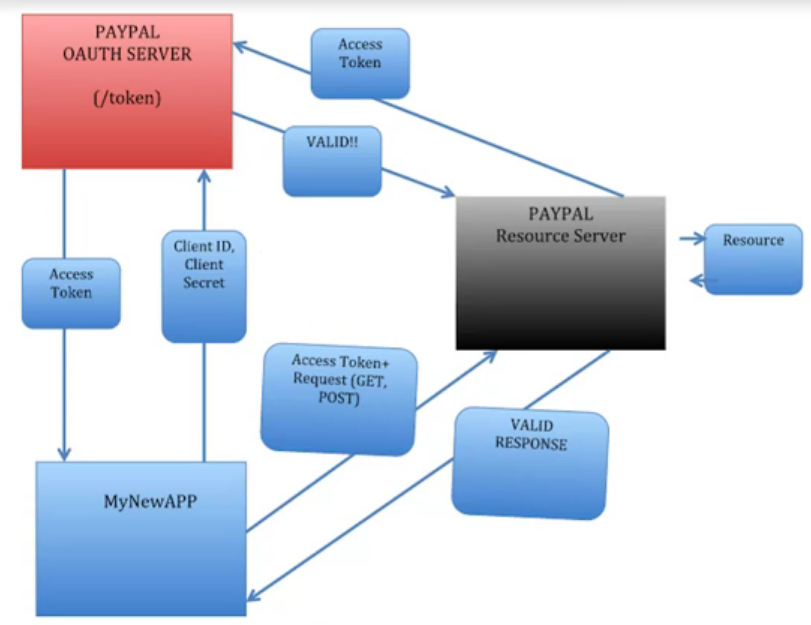 PAYPAL
OAUTH SERVER
(/token)
Access
Token
VALID!!
PAYPAL
Resource Server
Resource
Client ID,
Client
Secret
Access
Token
Access Token+
Request (GET,
POST)
VALID
RESPONSE
MyNewAPP